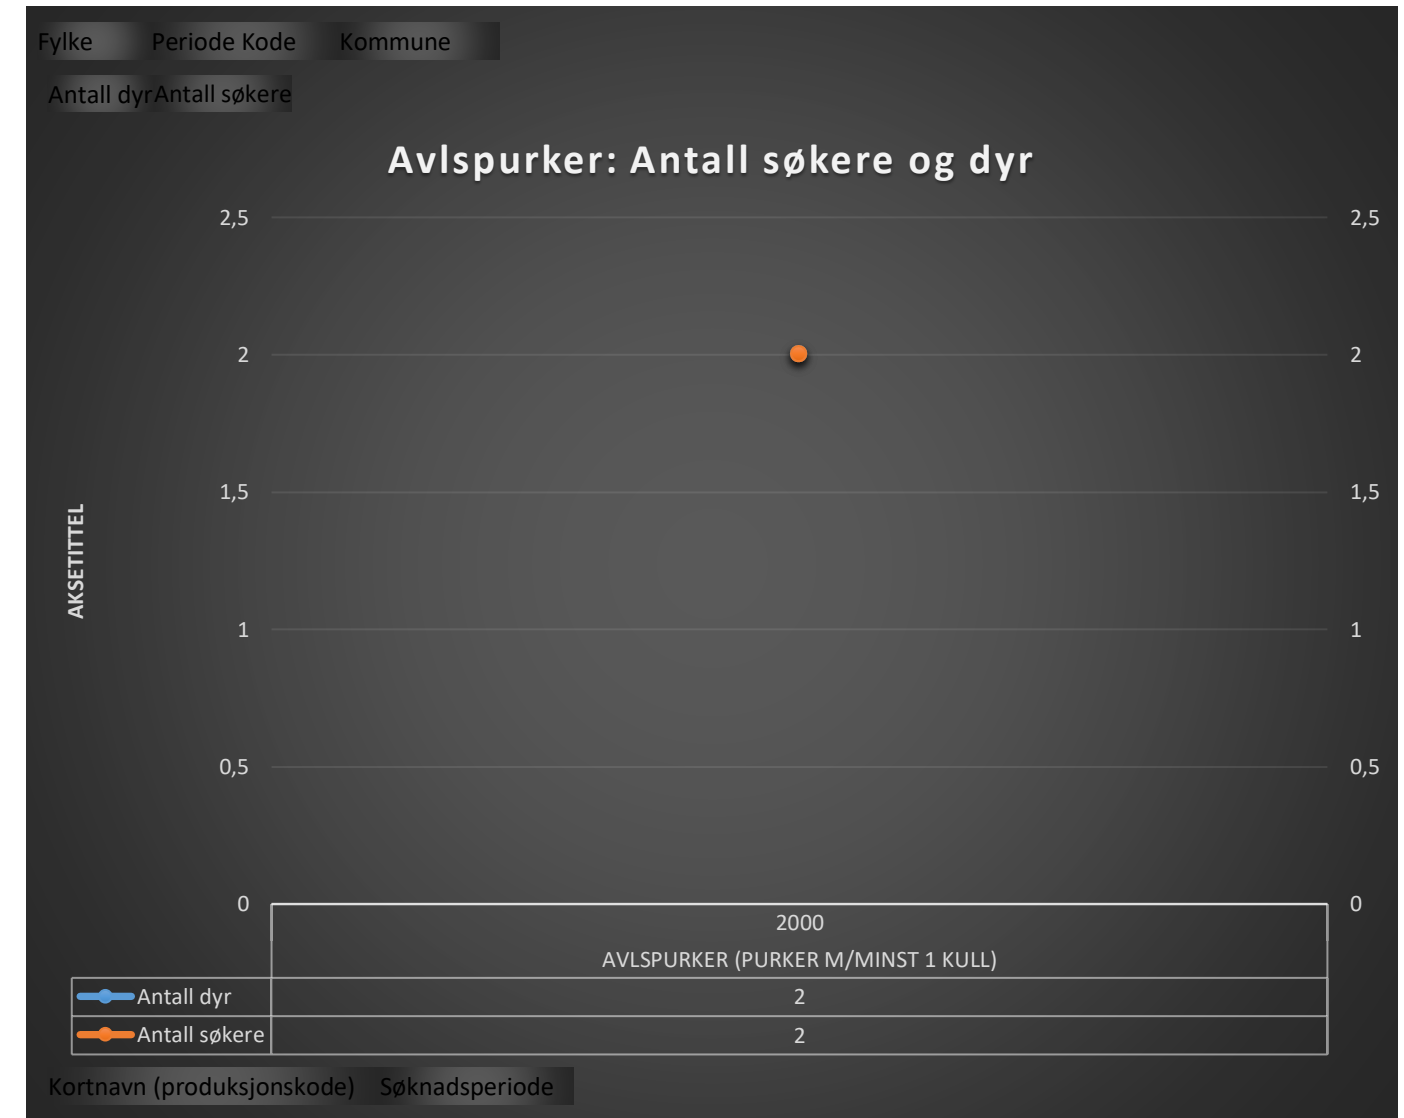 Fylke Periode Kode Kommune
Antall dyr Antall søkere
Avlspurker: Antall søkere og dyr
2,5 2,5
2 2
1,5 1,5
AKSETITTEL
1 1
0,5 0,5
0 0
2000
AVLSPURKER (PURKER M/MINST 1 KULL)
Antall dyr 2
Antall søkere 2
Kortnavn (produksjonskode) Søknadsperiode